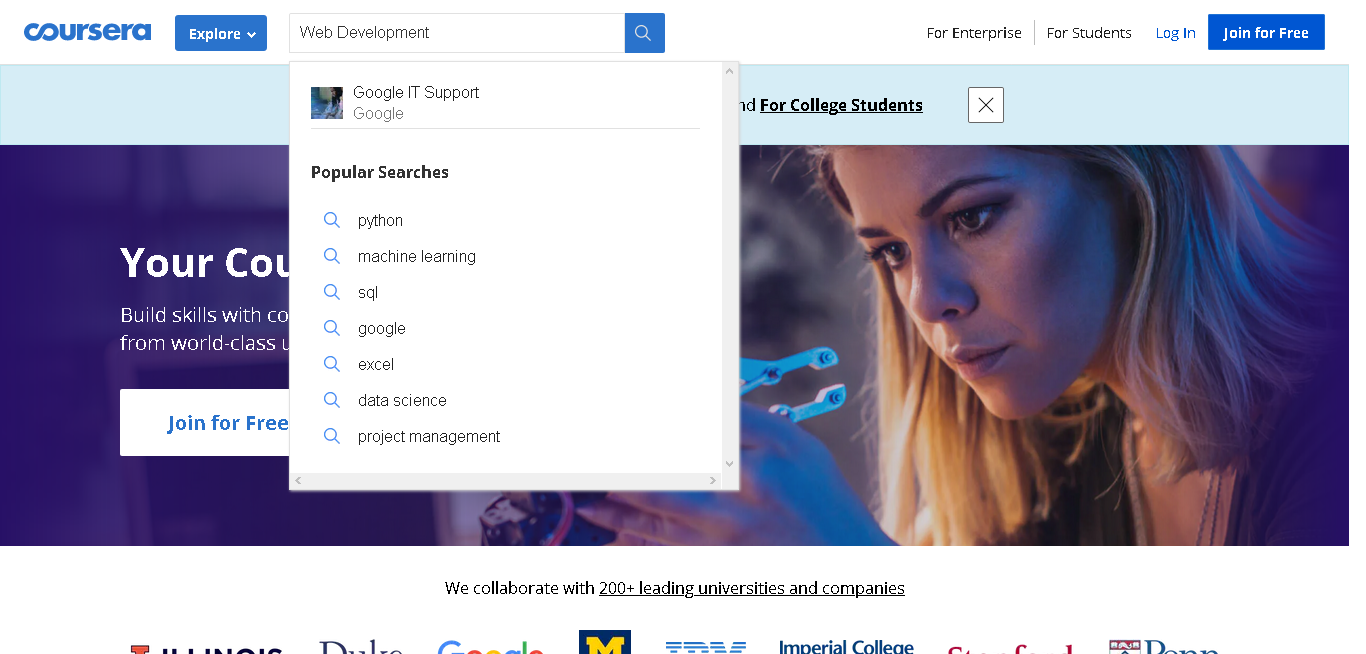 coursera
Explore
Web Development
For Enterprise
For Students
Log In
Join for Free
Google IT Support
Google
For College Students
Popular Searches
python
machine learning
sql
google
excel
data science
project management
Your Cou
Build skills with co
from world-class u
Join for Free
We collaborate with 200+ leading universities and companies
ILLINOIS
Duke
Google
M
IBM
Imperial College
Stanford
Penn